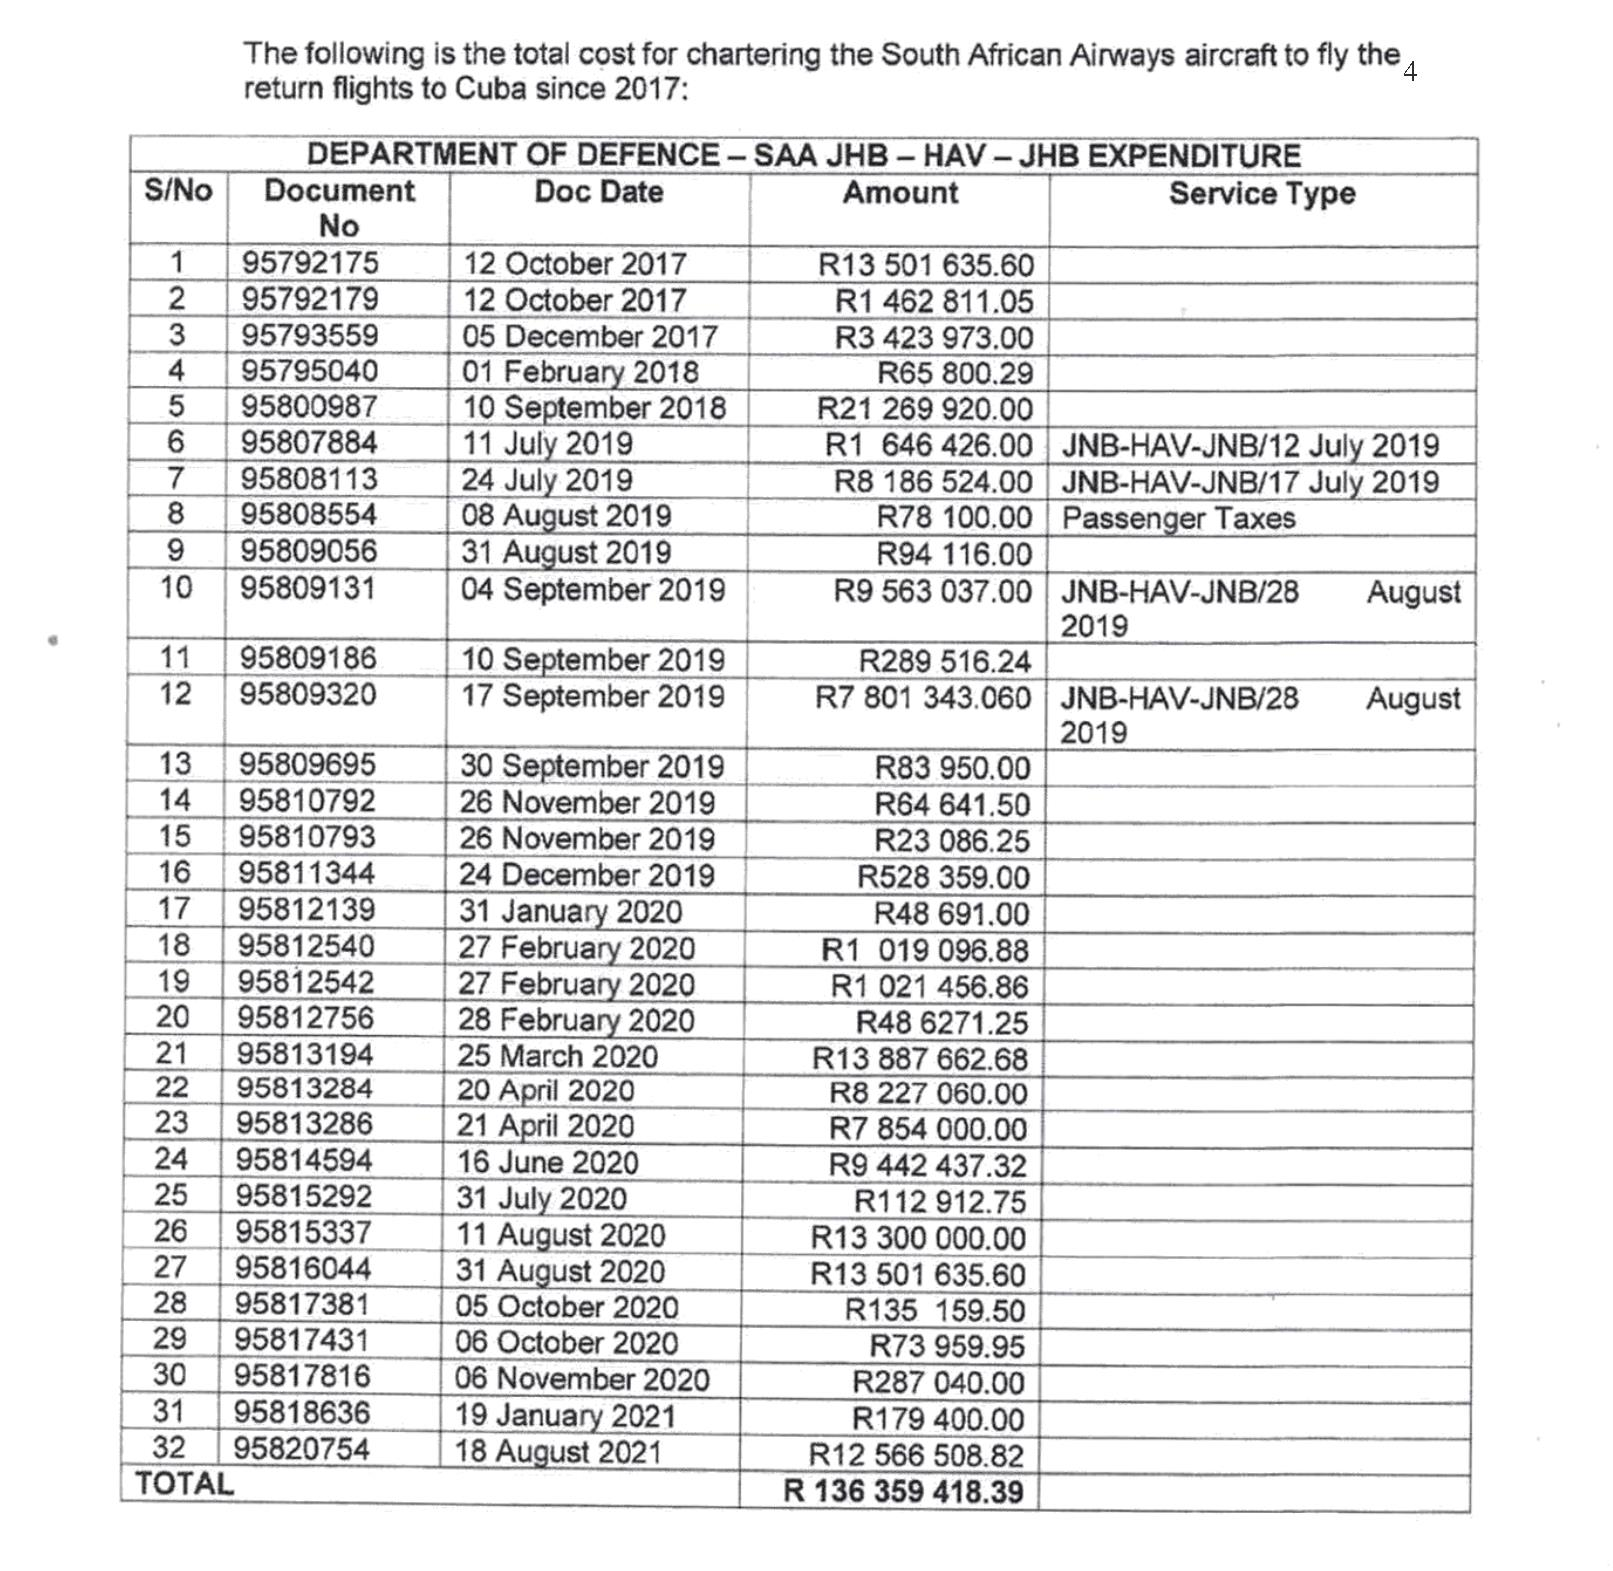 The following is the total cost for chartering the South African Airways aircraft to fly the 4
return flights to Cuba since 2017:
DEPARTMENT OF DEFENCE – SAA JHB – HAV – JHB EXPENDITURE
S/No Document No Doc Date Amount Service Type
1 95792175 12 October 2017 R13 501 635.60
2 95792179 12 October 2017 R1 462 811.05
3 95793559 05 December 2017 R3 423 973.00
4 95795040 01 February 2018 R65 800.29
5 95800987 10 September 2018 R21 269 920.00
6 95807884 11 July 2019 R1 646 426.00 JNB-HAV-JNB/12 July 2019
7 95808113 24 July 2019 R8 186 524.00 JNB-HAV-JNB/17 July 2019
8 95808554 08 August 2019 R78 100.00 Passenger Taxes
9 95809056 31 August 2019 R94 116.00
10 95809131 04 September 2019 R9 563 037.00 JNB-HAV-JNB/28 August
2019
11 95809186 10 September 2019 R289 516.24
12 95809320 17 September 2019 R7 801 343.060 JNB-HAV-JNB/28 August
2019
13 95809695 30 September 2019 R83 950.00
14 95810792 26 November 2019 R64 641.50
15 95810793 26 November 2019 R23 086.25
16 95811344 24 December 2019 R528 359.00
17 95812139 31 January 2020 R48 691.00
18 95812540 27 February 2020 R1 019 096.88
19 95812542 27 February 2020 R1 021 456.86
20 95812756 28 February 2020 R48 6271.25
21 95813194 25 March 2020 R13 887 662.68
22 95813284 20 April 2020 R8 227 060.00
23 95813286 21 April 2020 R7 854 000.00
24 95814594 16 June 2020 R9 442 437.32
25 95815292 31 July 2020 R112 912.75
26 95815337 11 August 2020 R13 300 000.00
27 95816044 31 August 2020 R13 501 635.60
28 95817381 05 October 2020 R135 159.50
29 95817431 06 October 2020 R73 959.95
30 95817816 06 November 2020 R287 040.00
31 95818636 19 January 2021 R179 400.00
32 95820754 18 August 2021 R12 566 508.82
TOTAL R 136 359 418.39